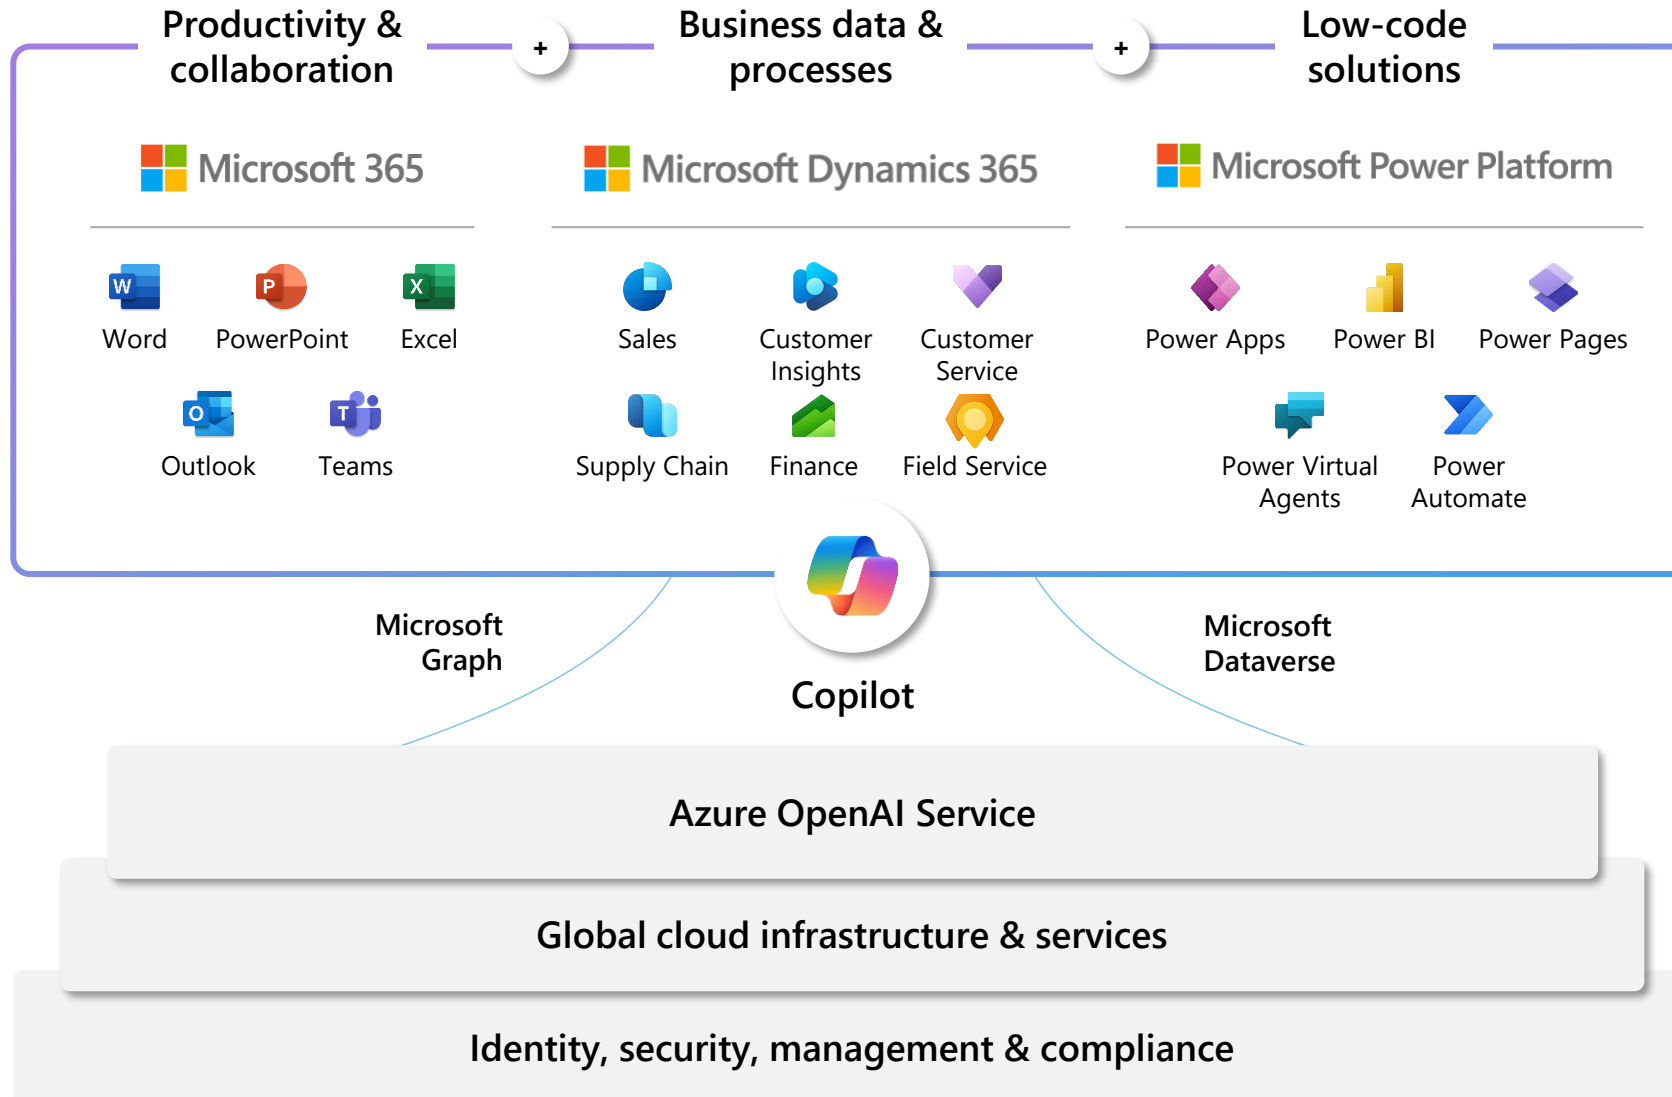 Productivity &
collaboration
+
Business data &
processes
+
Low-code
solutions
Microsoft 365
Microsoft Dynamics 365
Microsoft Power Platform
W
Word
P
PowerPoint
X
Excel
O
Outlook
T
Teams
Sales
Customer
Insights
Customer
Service
Supply Chain
Finance
Field Service
Power Apps
Power BI
Power Pages
Power Virtual
Agents
Power
Automate
Microsoft
Graph
Copilot
Microsoft
Dataverse
Azure OpenAI Service
Global cloud infrastructure & services
Identity, security, management & compliance